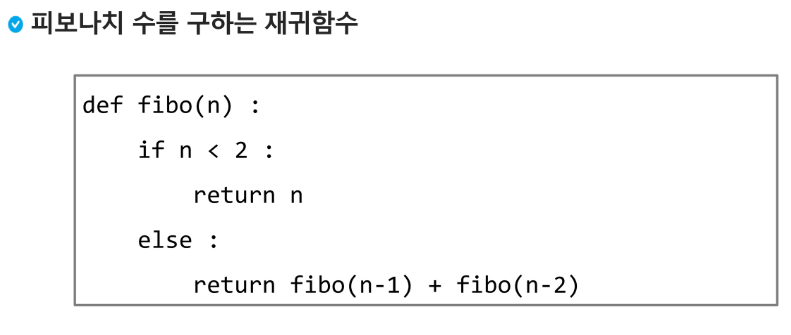 피보나치 수를 구하는 재귀함수
def fibo(n) :
    if n < 2 :
        return n
    else :
        return fibo(n-1) + fibo(n-2)